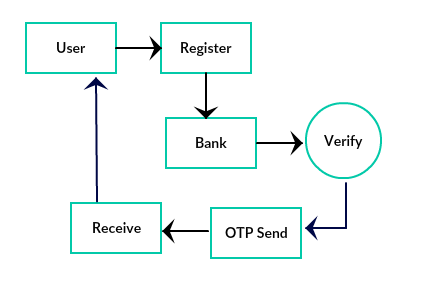 User
Register
Bank
Verify
OTP Send
Receive